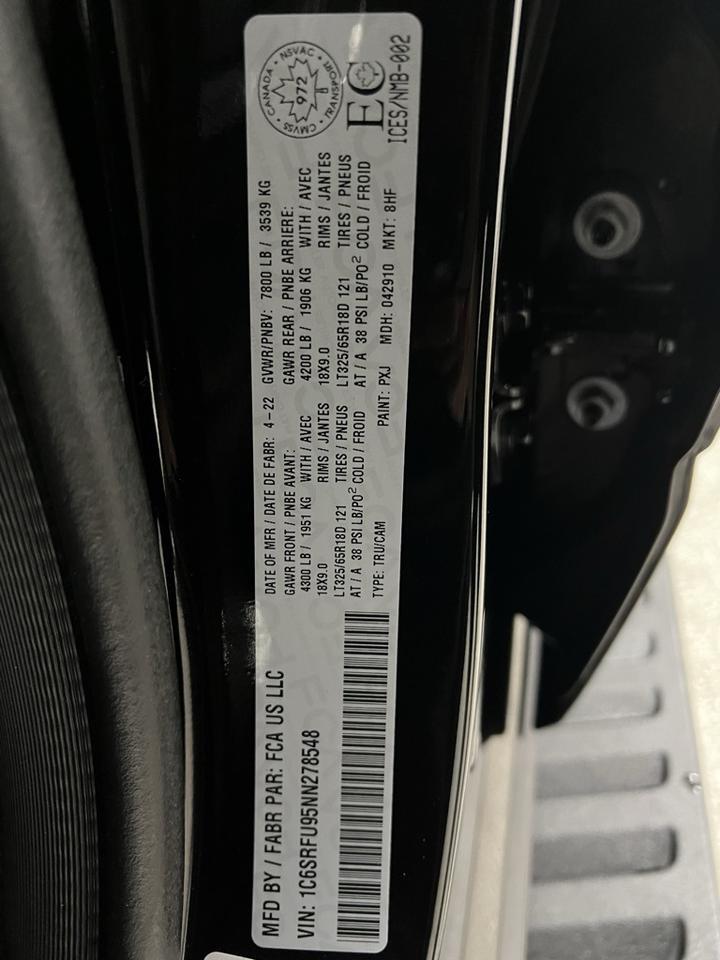 MFD BY / FABR PAR: FCA US LLC
VIN: 1C6SRFU95NN278548
DATE OF MFR / DATE DE FABR: 4-22 GVWR/PNBV: 7800 LB / 3539 KG
GAWR FRONT / PNBE AVANT: GAWR REAR / PNBE ARRIERE:
4300 LB / 1951 KG WITH / AVEC 4200 LB / 1906 KG WITH / AVEC
18X9.0 RIMS / JANTES 18X9.0 RIMS / JANTES
LT325/65R18D 121 TIRES / PNEUS LT325/65R18D 121 TIRES / PNEUS
AT / A 38 PSI LB/PO² COLD / FROID AT / A 38 PSI LB/PO² COLD / FROID
TYPE: TRU/CAM PAINT: PXJ MDH: 042910 MKT: 8HF
CANADA • NSVAC • TRANSPORT • CMVSS •
972
B
EC
ICES/NMB-002